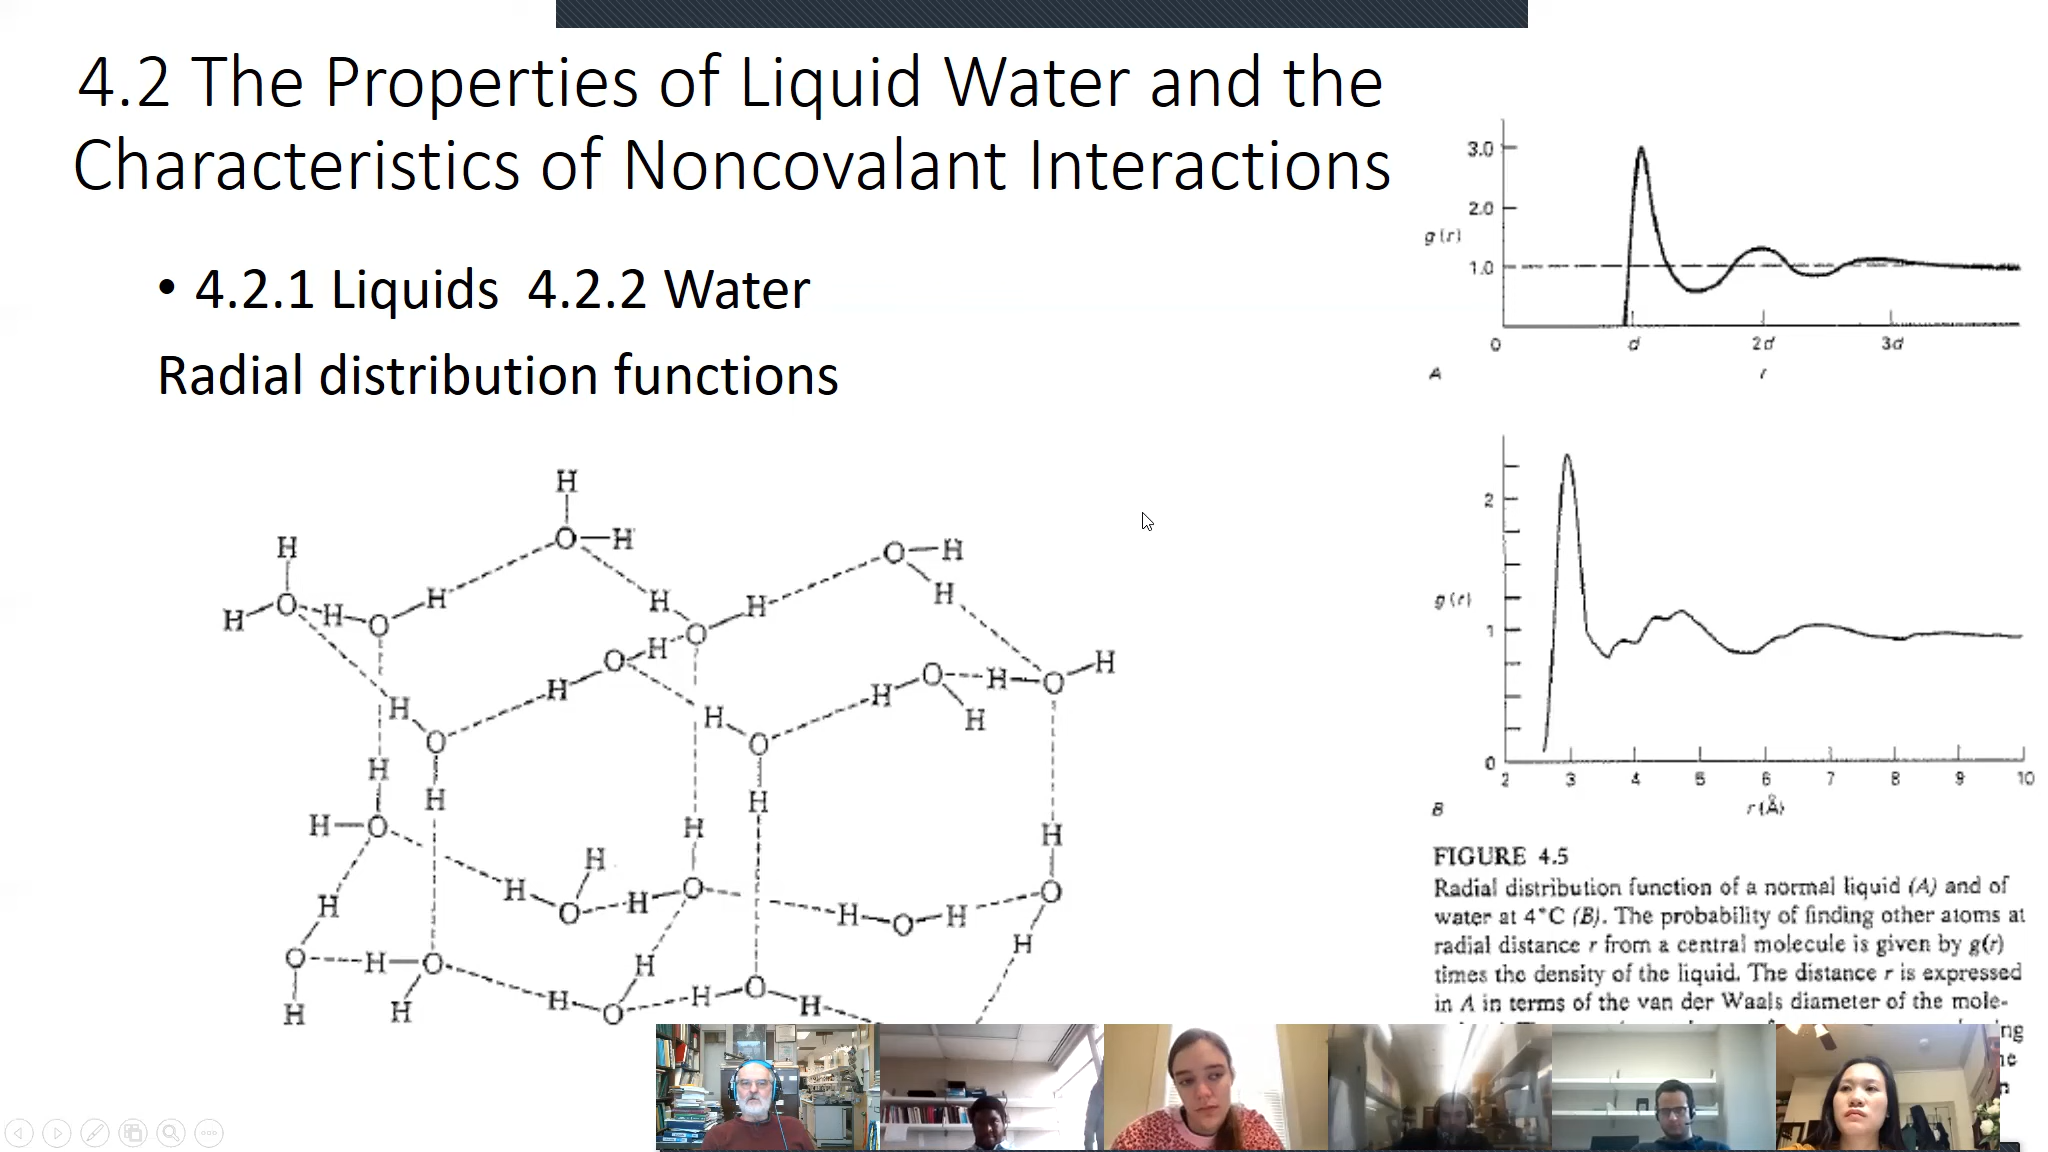 4.2 The Properties of Liquid Water and the
Characteristics of Noncovalant Interactions
• 4.2.1 Liquids 4.2.2 Water
Radial distribution functions
3.0
2.0
g(r)
1.0
0 d 2d 3d
A r
2
g(r)
1
0
2 3 4 5 6 7 8 9 10
B r (Å)
FIGURE 4.5
Radial distribution function of a normal liquid (A) and of
water at 4°C (B). The probability of finding other atoms at
radial distance r from a central molecule is given by g(r)
times the density of the liquid. The distance r is expressed
in A in terms of the van der Waals diameter of the mole-
H
O—H
H
O—H
H
H
H
H
H
H—O
H
O
H
O
H
O
H
H
O—H
O
H
H
H
H
O
H
O
H
H
H
H
H
H—O
H
H
H
O
H
O
H—O—H
O
H
H
O
H—O
H
H
H
H
O
H—O
H